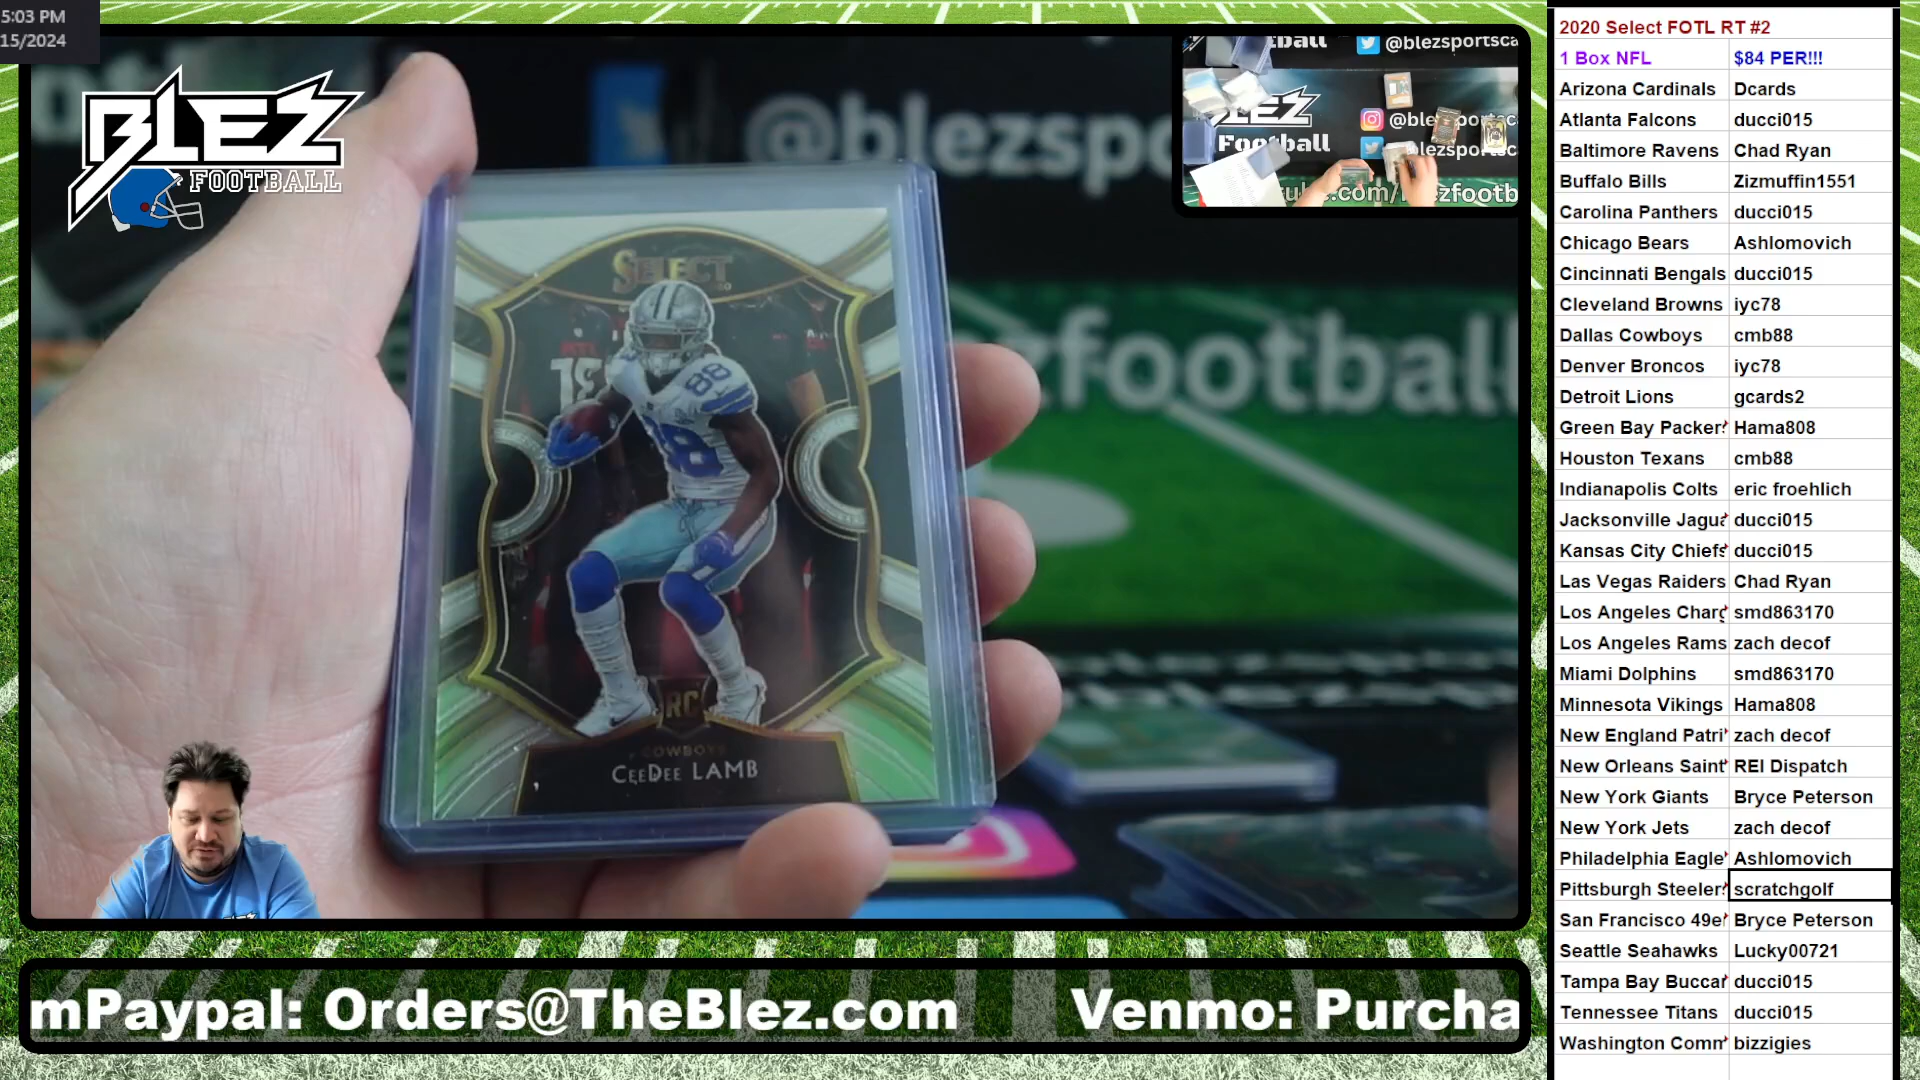 5:03 PM
15/2024
BLEZ
FOOTBALL
@blezsportsca
SELECT
88
88
18
RC
COWBOYS
CEEDEE LAMB
@blezsp
zfootball
Football
mPaypal: Orders@TheBlez.com Venmo: Purcha
2020 Select FOTL RT #2
1 Box NFL $84 PER!!!
Arizona Cardinals Dcards
Atlanta Falcons ducci015
Baltimore Ravens Chad Ryan
Buffalo Bills Zizmuffin1551
Carolina Panthers ducci015
Chicago Bears Ashlomovich
Cincinnati Bengals ducci015
Cleveland Browns iyc78
Dallas Cowboys cmb88
Denver Broncos iyc78
Detroit Lions gcards2
Green Bay Packer Hama808
Houston Texans cmb88
Indianapolis Colts eric froehlich
Jacksonville Jagua ducci015
Kansas City Chiefs ducci015
Las Vegas Raiders Chad Ryan
Los Angeles Charg smd863170
Los Angeles Rams zach decof
Miami Dolphins smd863170
Minnesota Vikings Hama808
New England Patri zach decof
New Orleans Saint REI Dispatch
New York Giants Bryce Peterson
New York Jets zach decof
Philadelphia Eagle Ashlomovich
Pittsburgh Steeler scratchgolf
San Francisco 49e Bryce Peterson
Seattle Seahawks Lucky00721
Tampa Bay Buccar ducci015
Tennessee Titans ducci015
Washington Comm bizzigies